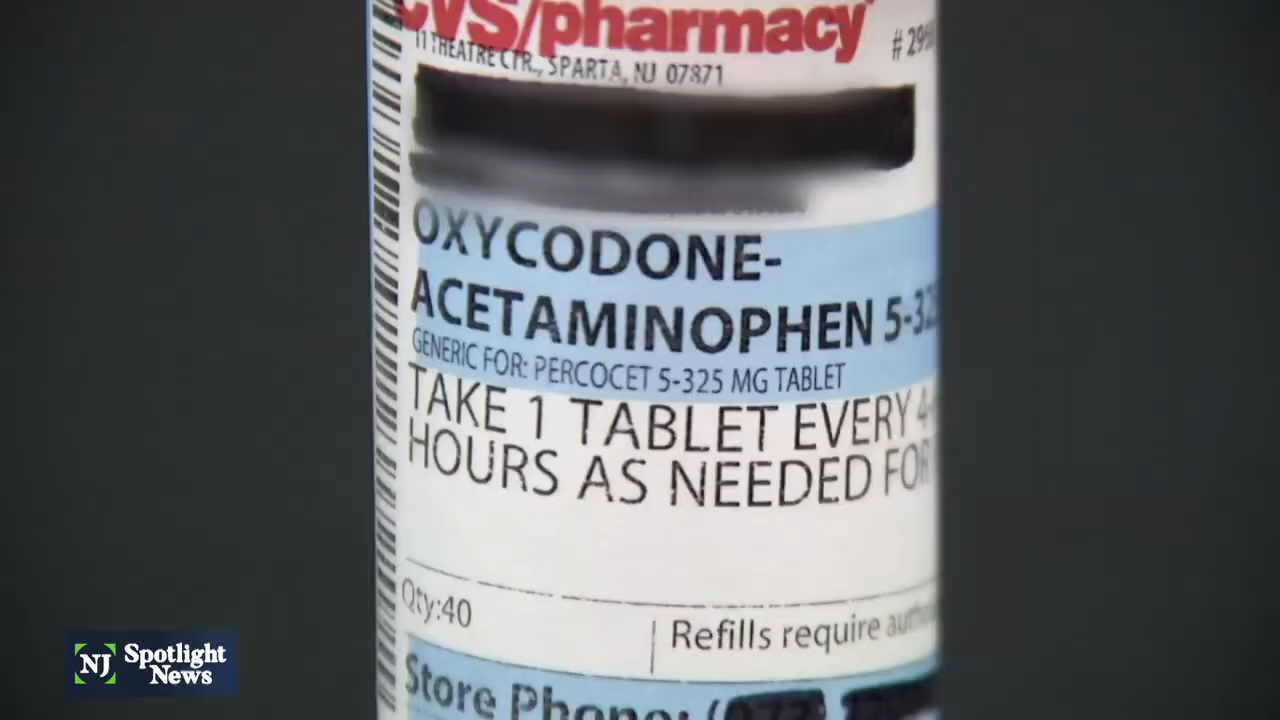 CVS/pharmacy
11 THEATRE CTR., SPARTA, NJ 07871
OXYCODONE-
ACETAMINOPHEN 5-32
GENERIC FOR: PERCOCET 5-325 MG TABLET
TAKE 1 TABLET EVERY 4-
HOURS AS NEEDED FOR
Qty:40
Refills require
Store Phone:
NJ Spotlight
News